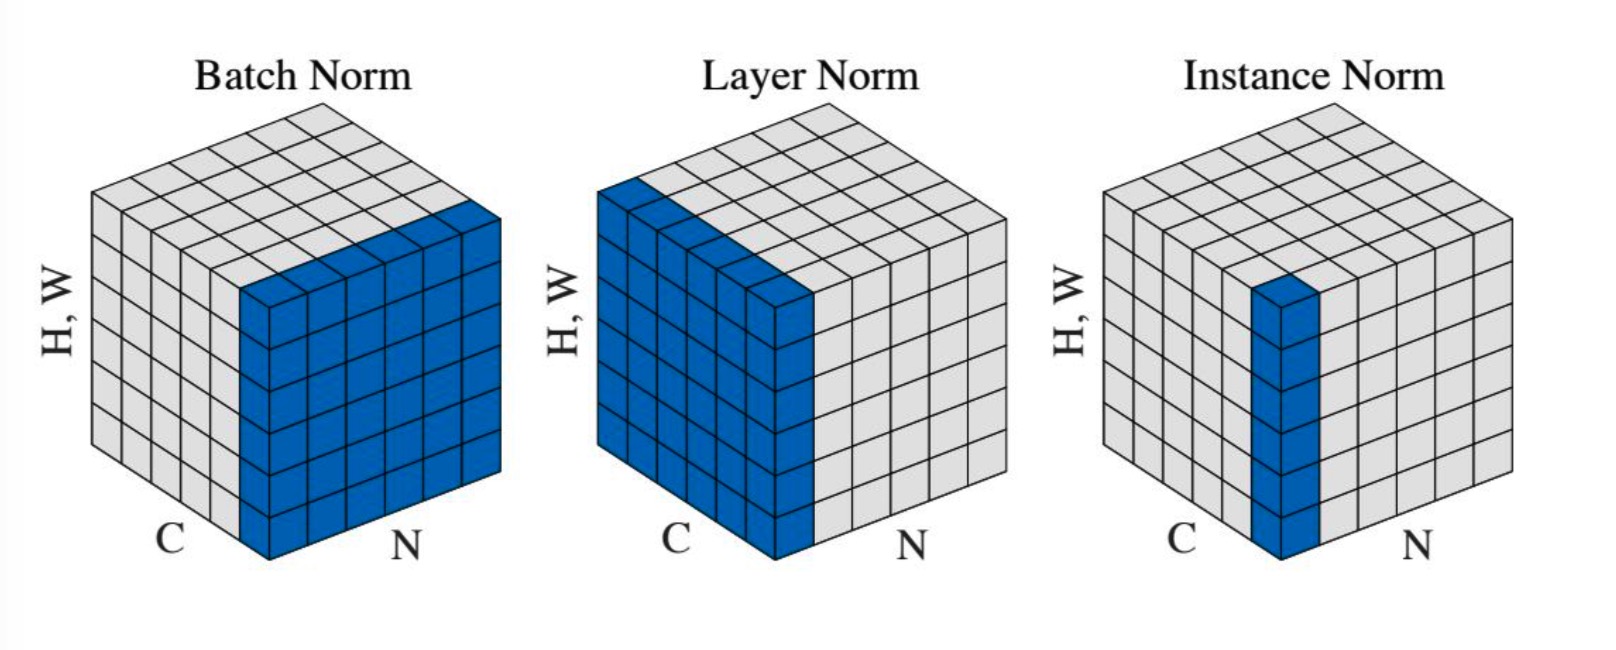 Batch Norm
H, W
C
N
Layer Norm
H, W
C
N
Instance Norm
H, W
C
N